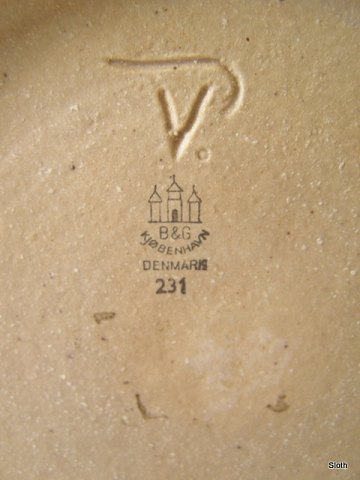 V.
B&G
KJØBENHAVN
DENMARK
231
Sloth